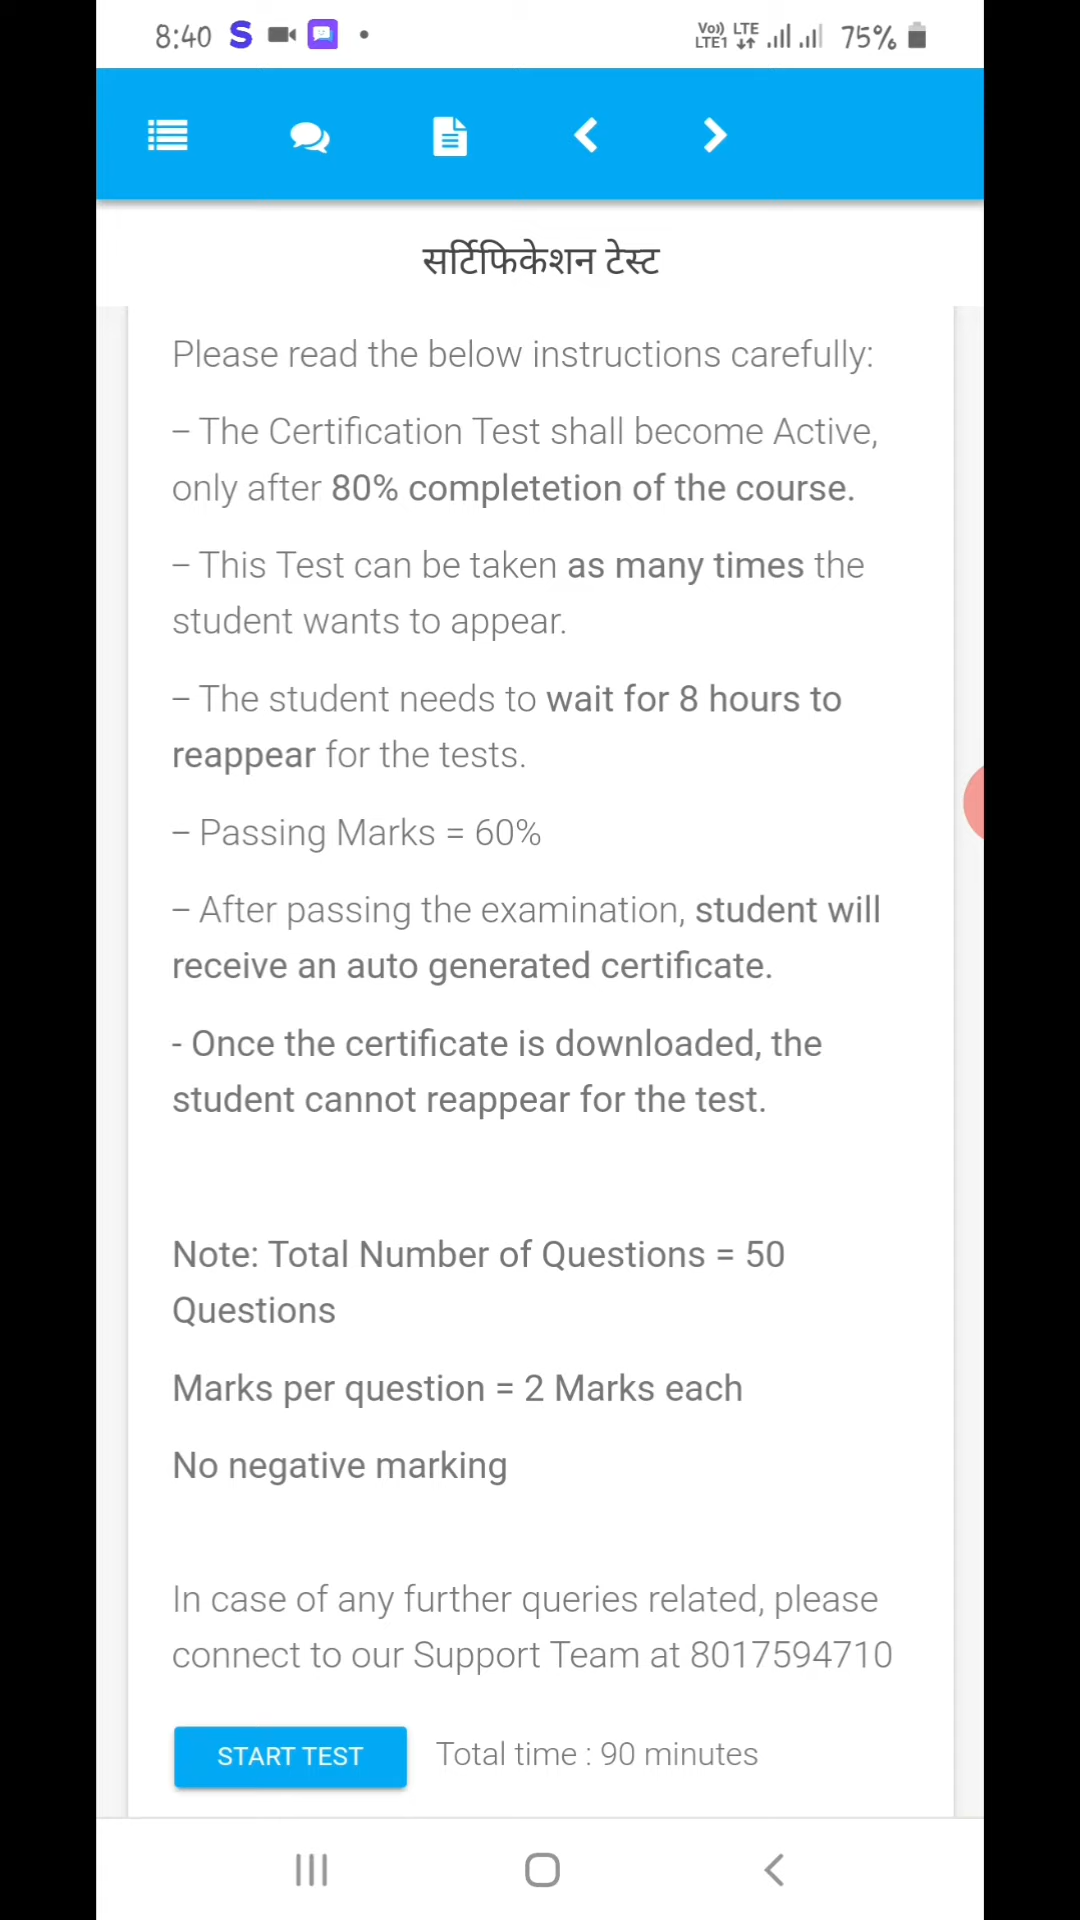 8:40 S Vo)) LTE LTE1 75%
सर्टिफिकेशन टेस्ट
Please read the below instructions carefully:
– The Certification Test shall become Active,
only after 80% completetion of the course.
– This Test can be taken as many times the
student wants to appear.
– The student needs to wait for 8 hours to
reappear for the tests.
– Passing Marks = 60%
– After passing the examination, student will
receive an auto generated certificate.
- Once the certificate is downloaded, the
student cannot reappear for the test.
Note: Total Number of Questions = 50
Questions
Marks per question = 2 Marks each
No negative marking
In case of any further queries related, please
connect to our Support Team at 8017594710
START TEST Total time : 90 minutes